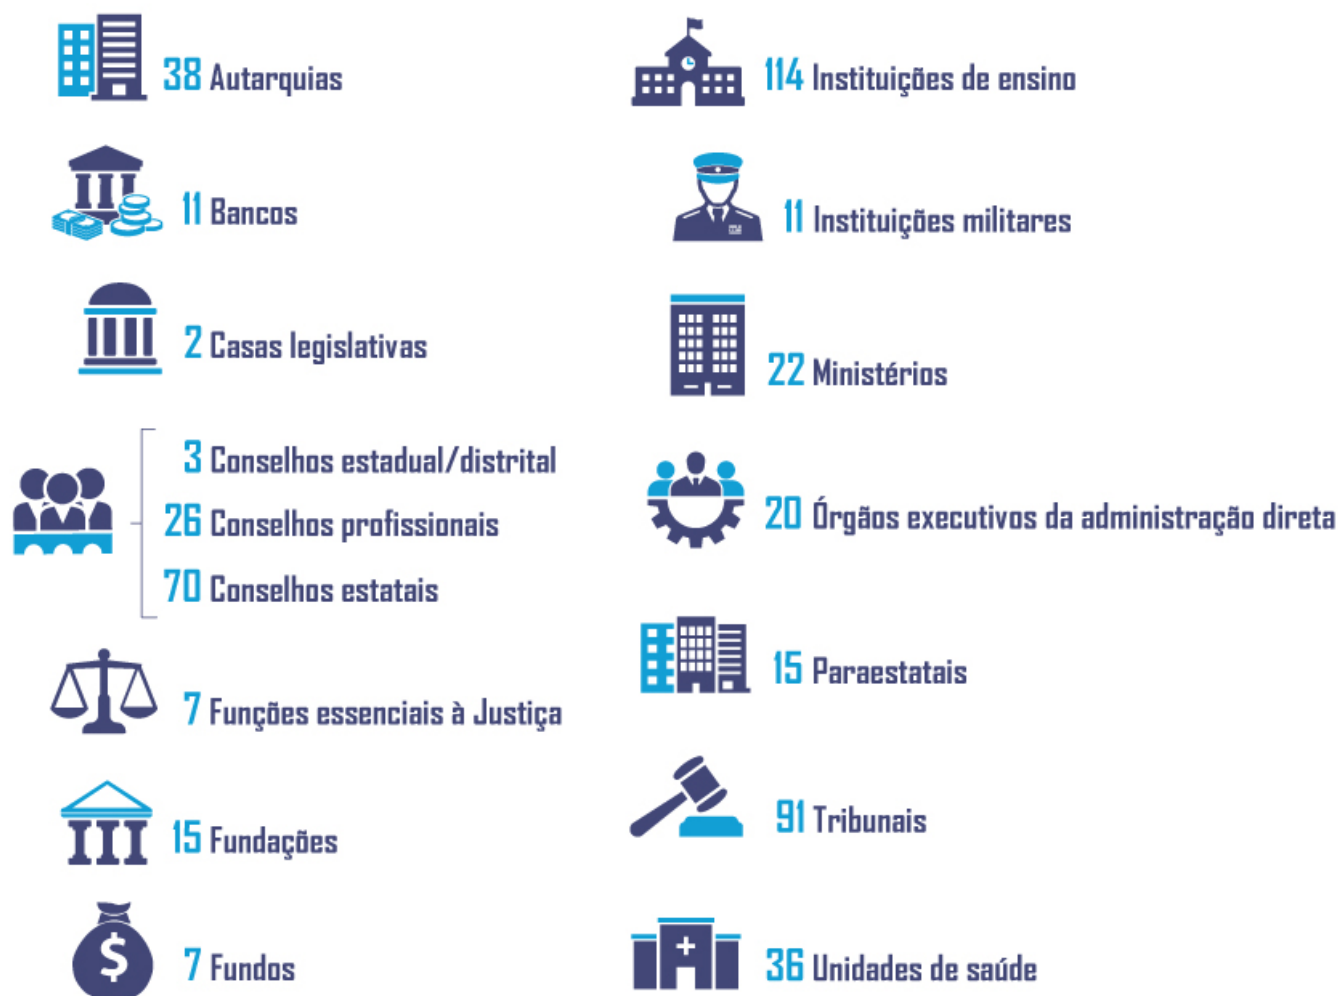 38 Autarquias
11 Bancos
2 Casas legislativas
3 Conselhos estadual/distrital
26 Conselhos profissionais
70 Conselhos estatais
7 Funções essenciais à Justiça
15 Fundações
$
7 Fundos
114 Instituições de ensino
11 Instituições militares
22 Ministérios
20 Órgãos executivos da administração direta
15 Paraestatais
91 Tribunais
36 Unidades de saúde